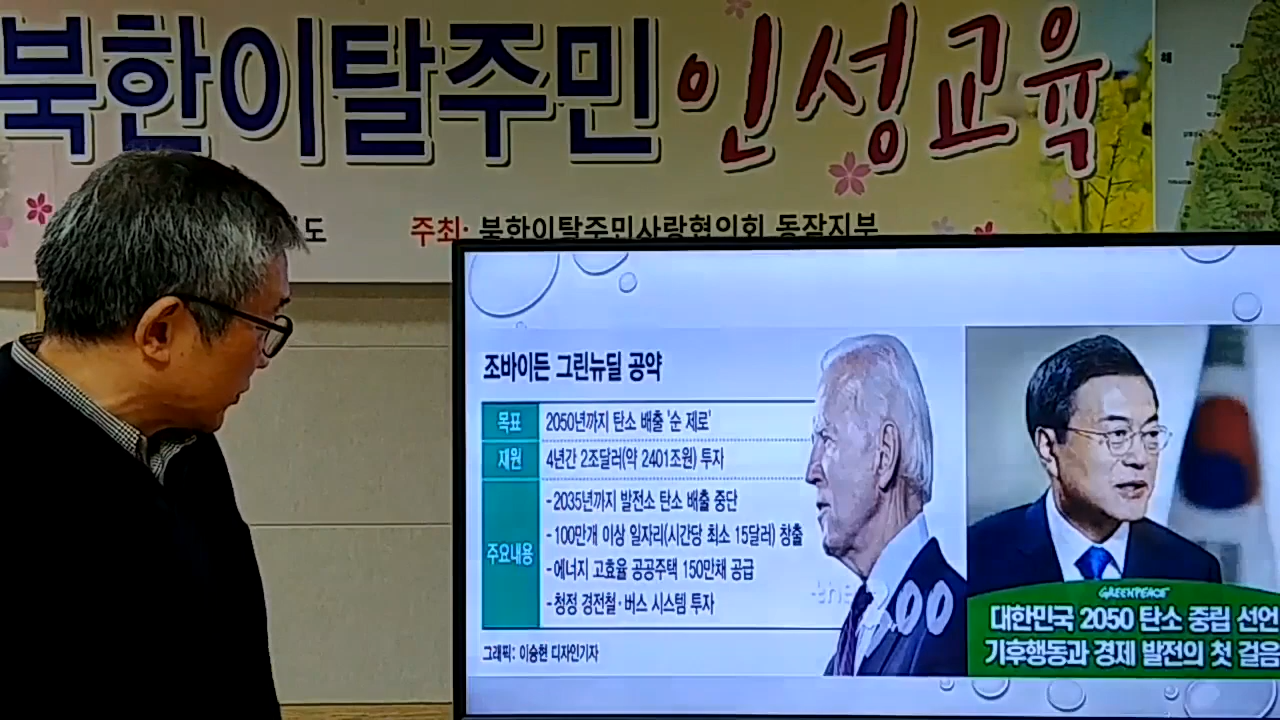 북한이탈주민 인성교육
도 주최: 북한이탈주민사랑협의회 동작지부
조바이든 그린뉴딜 공약
목표 2050년까지 탄소 배출 '순 제로'
재원 4년간 2조달러(약 2401조원) 투자
주요내용
-2035년까지 발전소 탄소 배출 중단
-100만개 이상 일자리(시간당 최소 15달러) 창출
-에너지 고효율 공공주택 150만채 공급
-청정 경전철·버스 시스템 투자
그래픽: 이승현 디자인기자
GREENPEACE
대한민국 2050 탄소 중립 선언
기후행동과 경제 발전의 첫 걸음